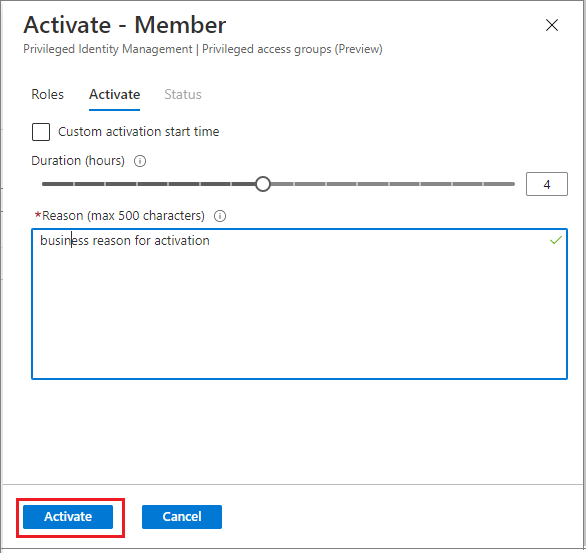 Activate - Member
Privileged Identity Management | Privileged access groups (Preview)
Roles Activate Status
Custom activation start time
Duration (hours)
4
*Reason (max 500 characters)
business reason for activation
Activate Cancel